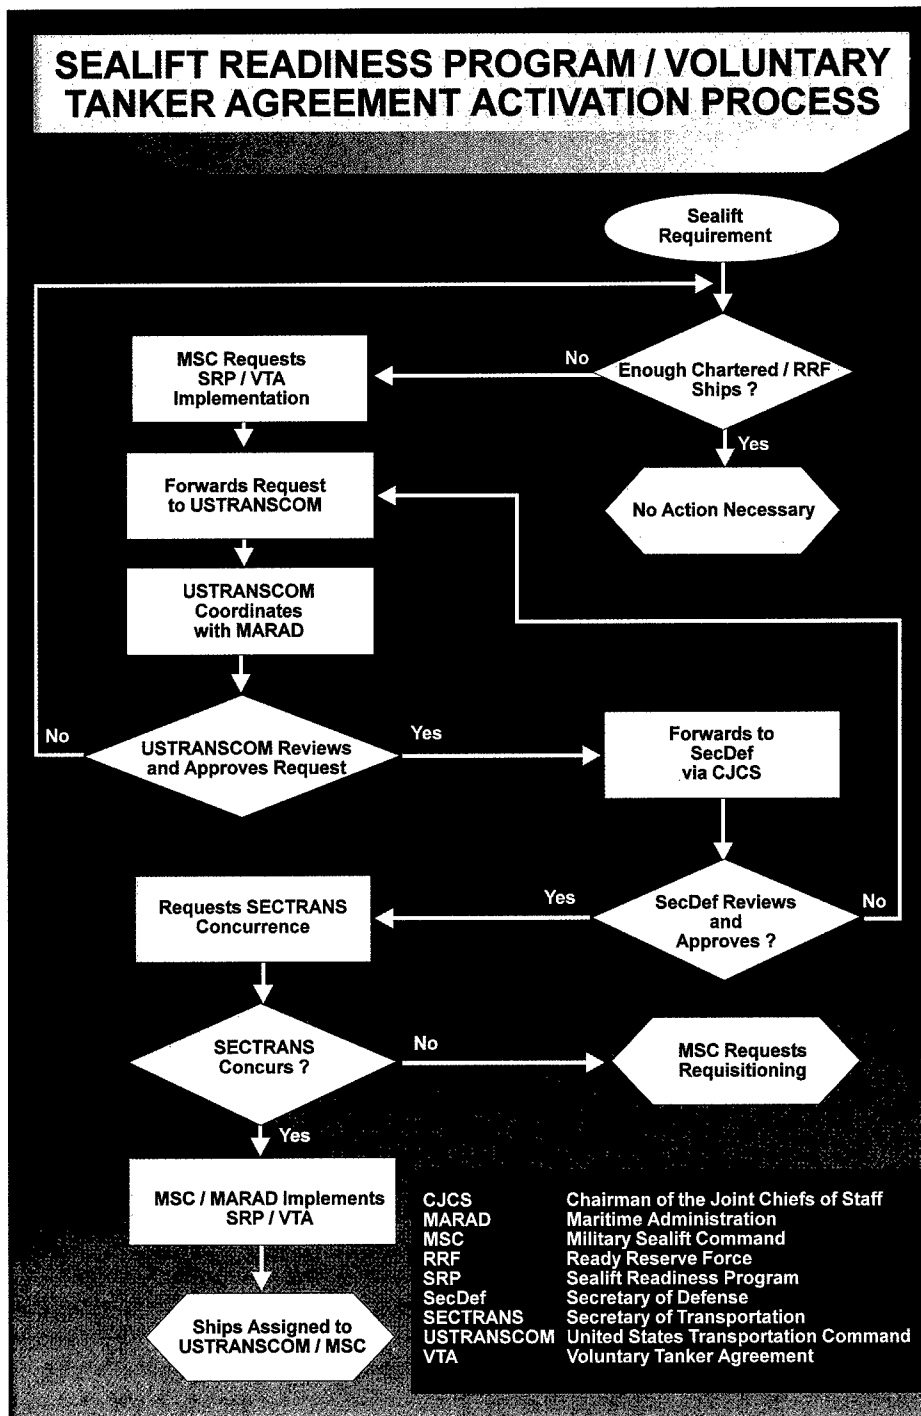 SEALIFT READINESS PROGRAM / VOLUNTARY
TANKER AGREEMENT ACTIVATION PROCESS
Sealift
Requirement
Enough Chartered / RRF
Ships ?
No
Yes
MSC Requests
SRP / VTA
Implementation
No Action Necessary
Forwards Request
to USTRANSCOM
USTRANSCOM
Coordinates
with MARAD
USTRANSCOM Reviews
and Approves Request
No
Yes
Forwards to
SecDef
via CJCS
SecDef Reviews
and
Approves ?
Yes
No
Requests SECTRANS
Concurrence
SECTRANS
Concurs ?
No
Yes
MSC Requests
Requisitioning
MSC / MARAD Implements
SRP / VTA
Ships Assigned to
USTRANSCOM / MSC
CJCS Chairman of the Joint Chiefs of Staff
MARAD Maritime Administration
MSC Military Sealift Command
RRF Ready Reserve Force
SRP Sealift Readiness Program
SecDef Secretary of Defense
SECTRANS Secretary of Transportation
USTRANSCOM United States Transportation Command
VTA Voluntary Tanker Agreement